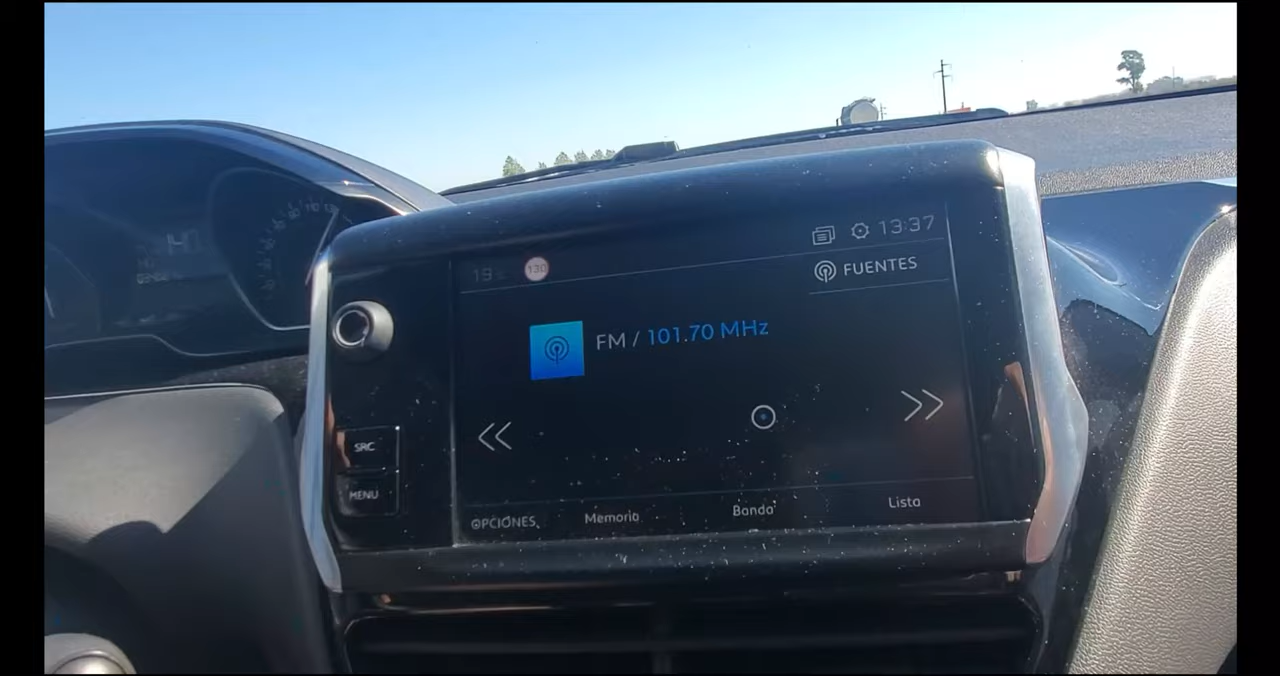 13:37
19 130
FUENTES
FM / 101.70 MHz
SRC
MENU
OPCIONES
Memoria
Banda
Lista